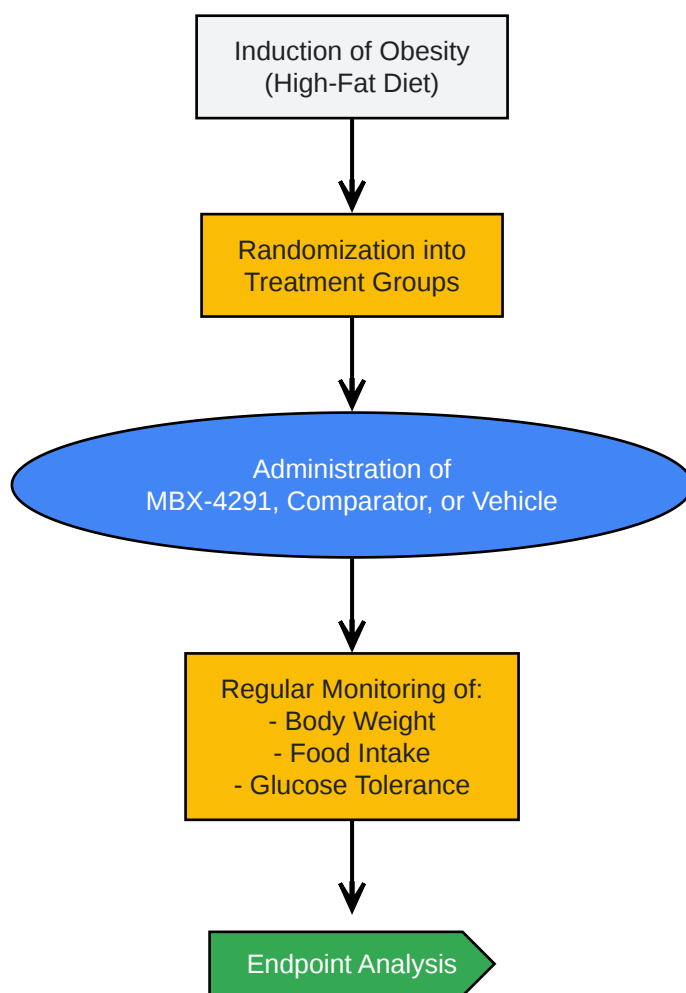 Induction of Obesity
(High-Fat Diet)
Randomization into
Treatment Groups
Administration of
MBX-4291, Comparator, or Vehicle
Regular Monitoring of:
- Body Weight
- Food Intake
- Glucose Tolerance
Endpoint Analysis